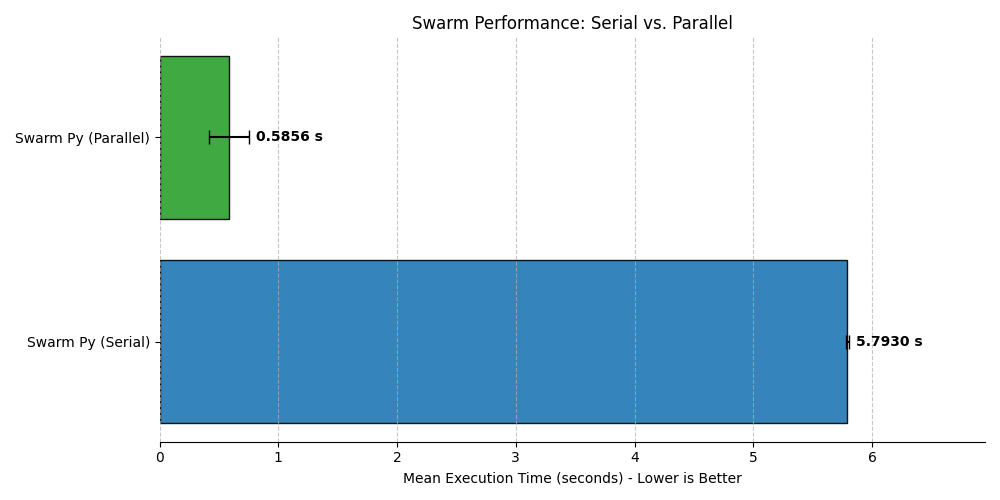 Swarm Performance: Serial vs. Parallel
Swarm Py (Parallel)
0.5856 s
Swarm Py (Serial)
5.7930 s
0 1 2 3 4 5 6
Mean Execution Time (seconds) - Lower is Better